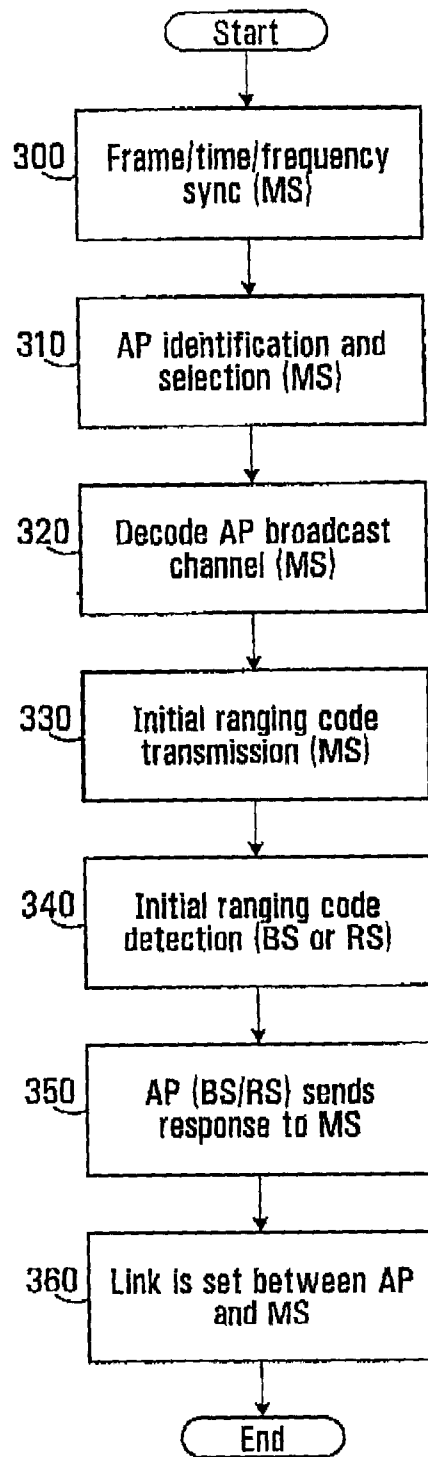 Start
300
Frame/time/frequency
sync (MS)
310
AP identification and
selection (MS)
320
Decode AP broadcast
channel (MS)
330
Initial ranging code
transmission (MS)
340
Initial ranging code
detection (BS or RS)
350
AP (BS/RS) sends
response to MS
360
Link is set between AP
and MS
End